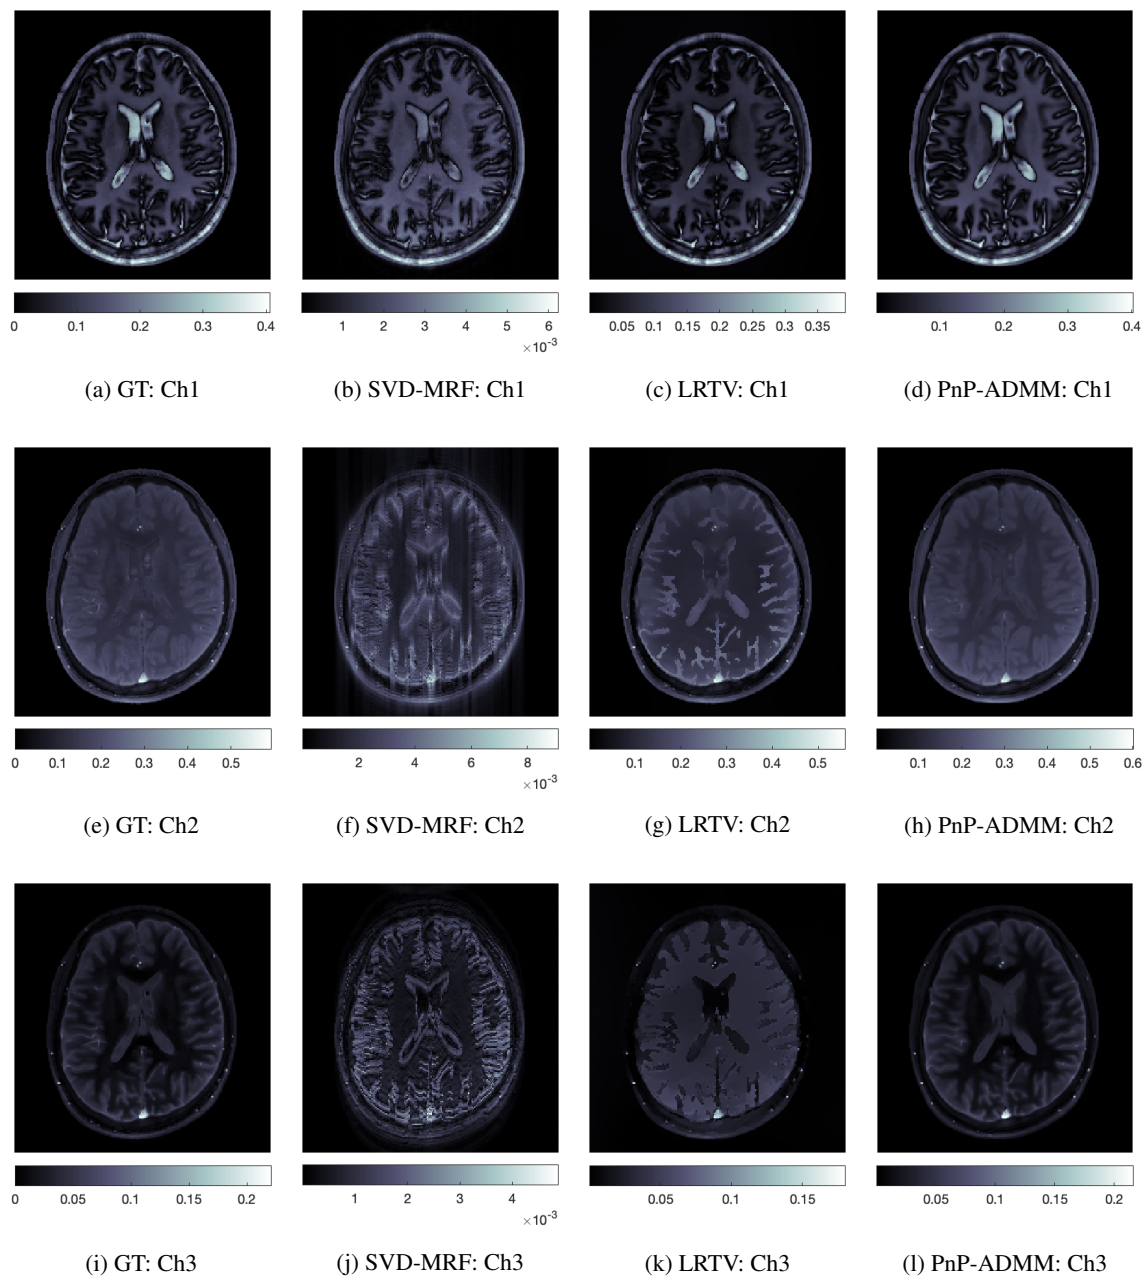 0 0.1 0.2 0.3 0.4
1 2 3 4 5 6
×10-3
0.05 0.1 0.15 0.2 0.25 0.3 0.35
0.1 0.2 0.3 0.4
(a) GT: Ch1
(b) SVD-MRF: Ch1
(c) LRTV: Ch1
(d) PnP-ADMM: Ch1
0 0.1 0.2 0.3 0.4 0.5
2 4 6 8
×10-3
0.1 0.2 0.3 0.4 0.5
0.1 0.2 0.3 0.4 0.5 0.6
(e) GT: Ch2
(f) SVD-MRF: Ch2
(g) LRTV: Ch2
(h) PnP-ADMM: Ch2
0 0.05 0.1 0.15 0.2
1 2 3 4
×10-3
0.05 0.1 0.15
0.05 0.1 0.15 0.2
(i) GT: Ch3
(j) SVD-MRF: Ch3
(k) LRTV: Ch3
(l) PnP-ADMM: Ch3